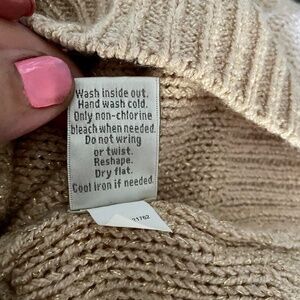 Wash inside out.
Hand wash cold.
Only non-chlorine
bleach when needed.
Do not wring
or twist.
Reshape.
Dry flat.
Cool iron if needed.
21762